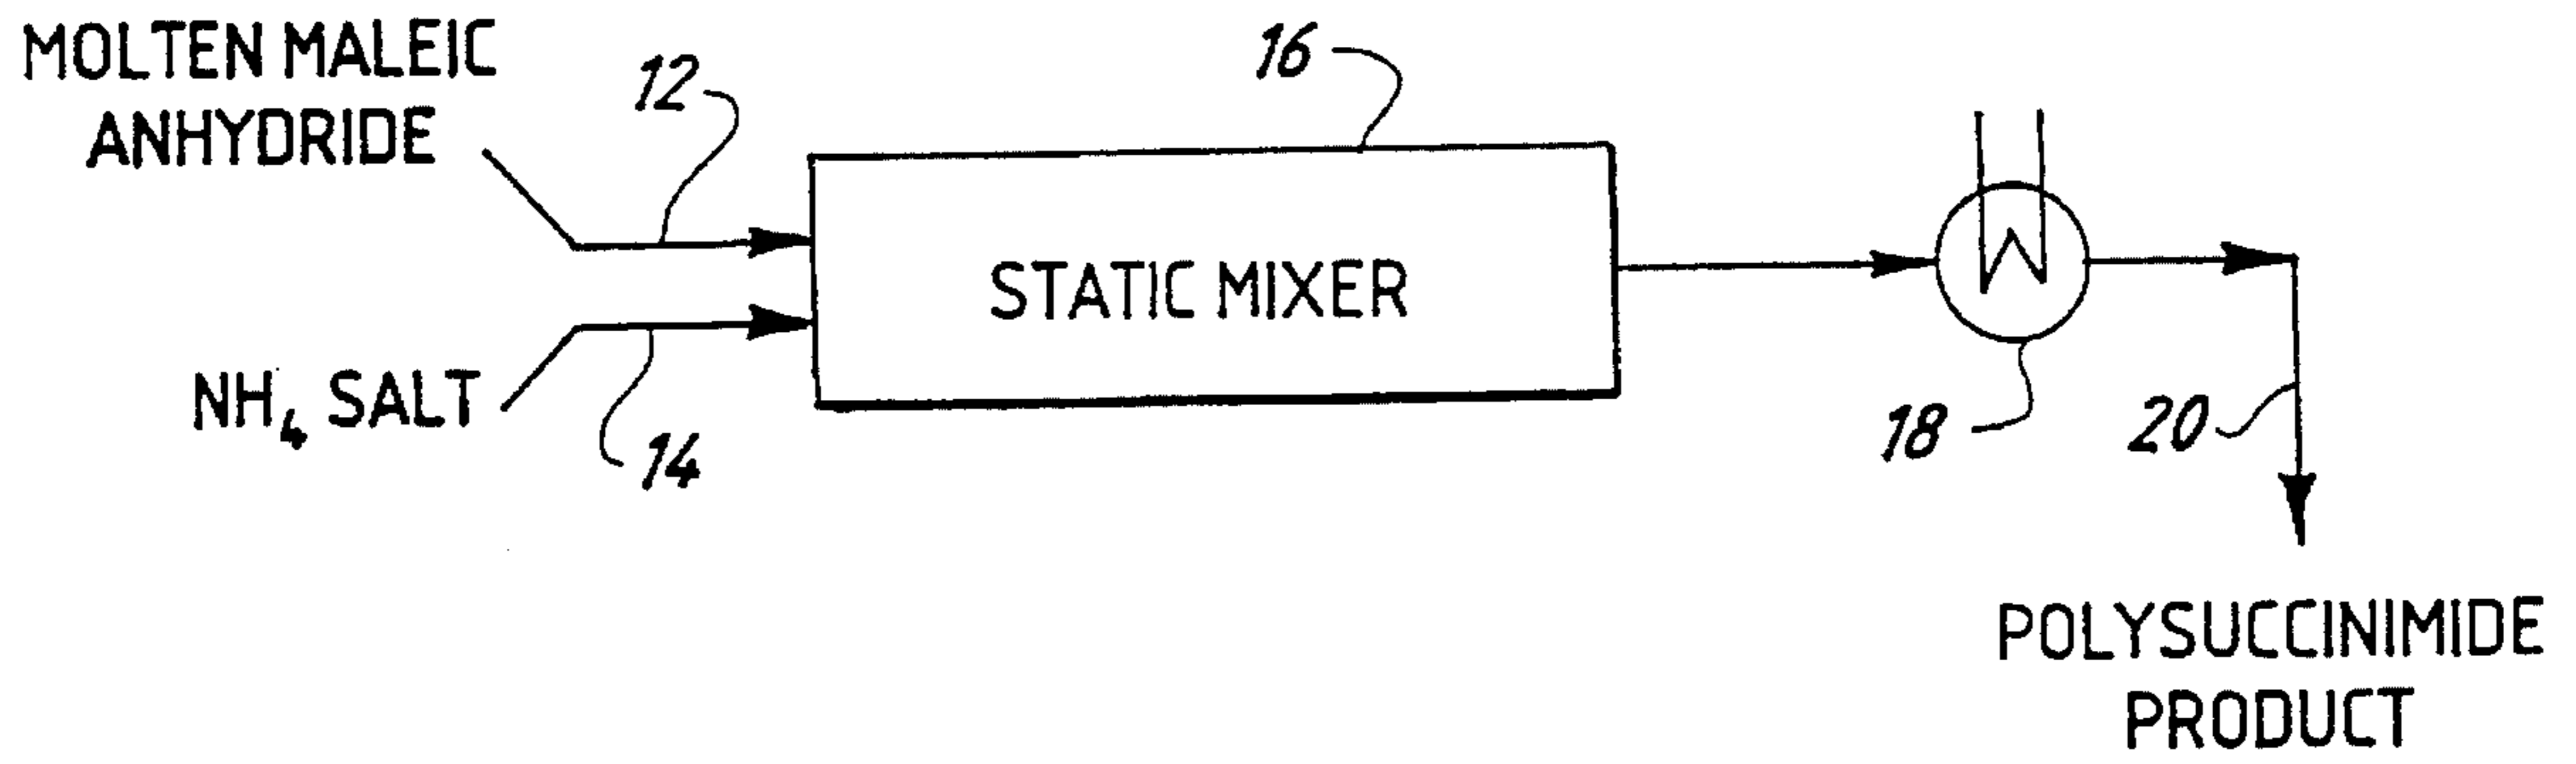 MOLTEN MALEIC
ANHYDRIDE
12
16
STATIC MIXER
NH₄ SALT
14
18
20
POLYSUCCINIMIDE
PRODUCT